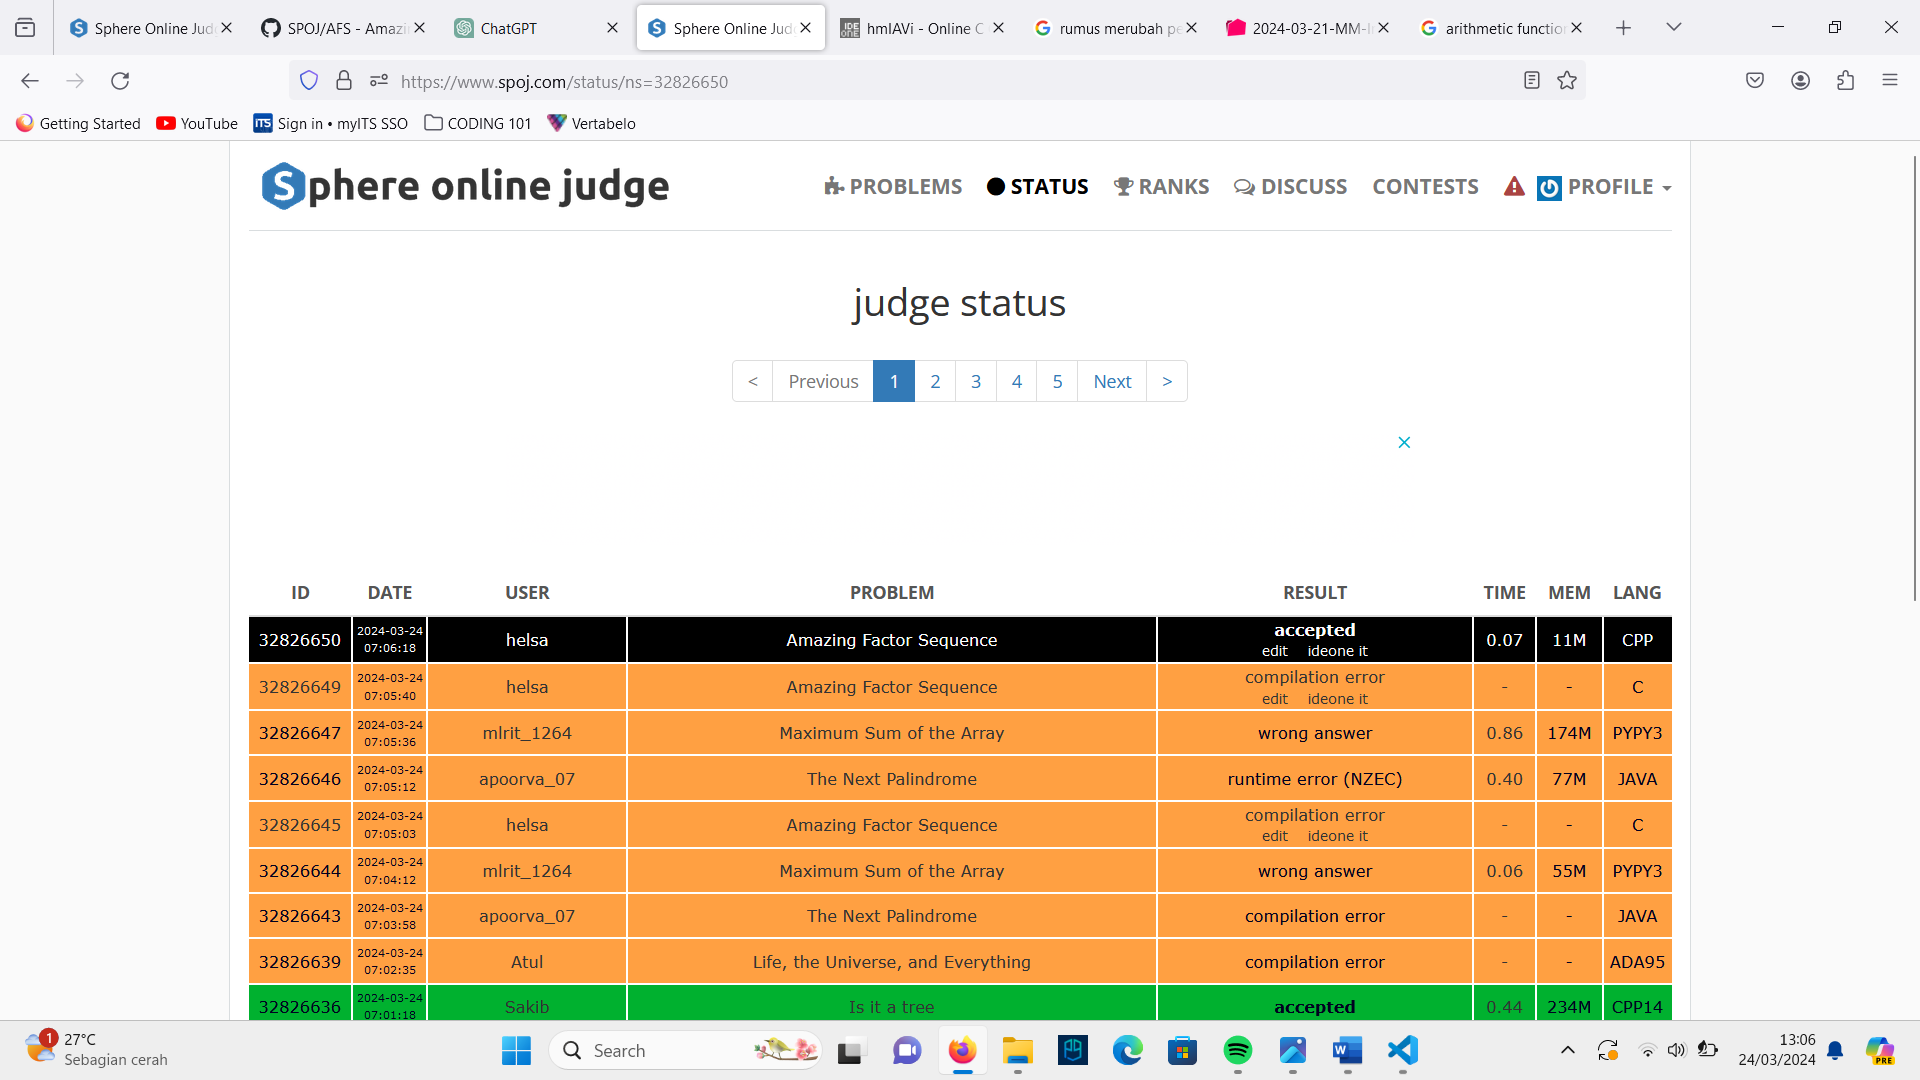 Sphere Online Jud
SPOJ/AFS - Amazi
ChatGPT
Sphere Online Jud
hmIAVi - Online C
rumus merubah pe
2024-03-21-MM-I
arithmetic function
https://www.spoj.com/status/ns=32826650
Getting Started YouTube Sign in • myITS SSO CODING 101 Vertabelo
Sphere online judge
PROBLEMS STATUS RANKS DISCUSS CONTESTS PROFILE
judge status
< Previous 1 2 3 4 5 Next >
ID DATE USER PROBLEM RESULT TIME MEM LANG
32826650 2024-03-24 07:06:18 helsa Amazing Factor Sequence accepted edit ideone it 0.07 11M CPP
32826649 2024-03-24 07:05:40 helsa Amazing Factor Sequence compilation error edit ideone it - - C
32826647 2024-03-24 07:05:36 mlrit_1264 Maximum Sum of the Array wrong answer 0.86 174M PYPY3
32826646 2024-03-24 07:05:12 apoorva_07 The Next Palindrome runtime error (NZEC) 0.40 77M JAVA
32826645 2024-03-24 07:05:03 helsa Amazing Factor Sequence compilation error edit ideone it - - C
32826644 2024-03-24 07:04:12 mlrit_1264 Maximum Sum of the Array wrong answer 0.06 55M PYPY3
32826643 2024-03-24 07:03:58 apoorva_07 The Next Palindrome compilation error - - JAVA
32826639 2024-03-24 07:02:35 Atul Life, the Universe, and Everything compilation error - - ADA95
32826636 2024-03-24 07:01:18 Sakib Is it a tree accepted 0.44 234M CPP14
1 27°C
Sebagian cerah
Search
13:06
24/03/2024
PRE